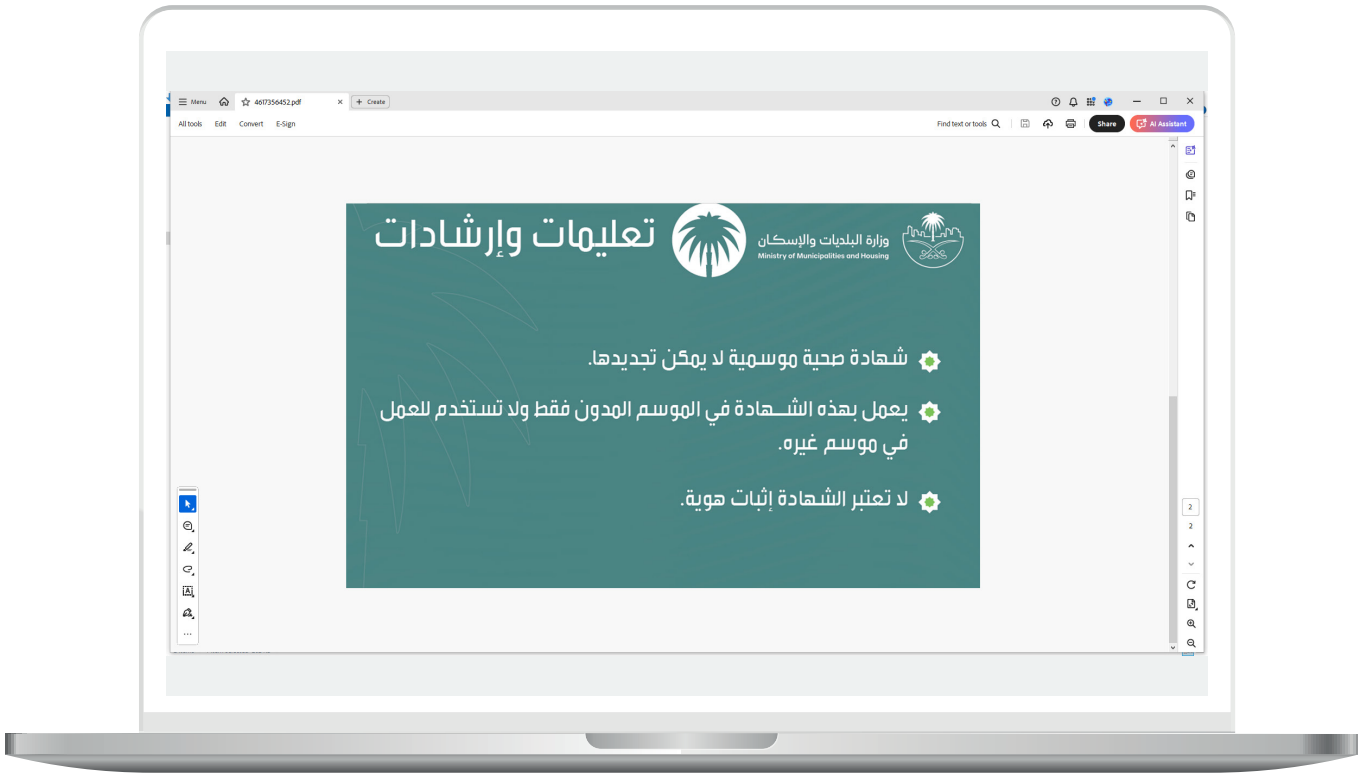 Menu
4617356452.pdf
Create
All tools Edit Convert E-Sign
Find text or tools
Share
AI Assistant
وزارة البلديات والإسكان
Ministry of Municipalities and Housing
تعليمات وإرشادات
شهادة صحية موسمية لا يمكن تجديدها.
يعمل بهذه الشــهادة في الموسم المدون فقط ولا تستخدم للعمل
في موسم غيره.
لا تعتبر الشهادة إثبات هوية.
2
2